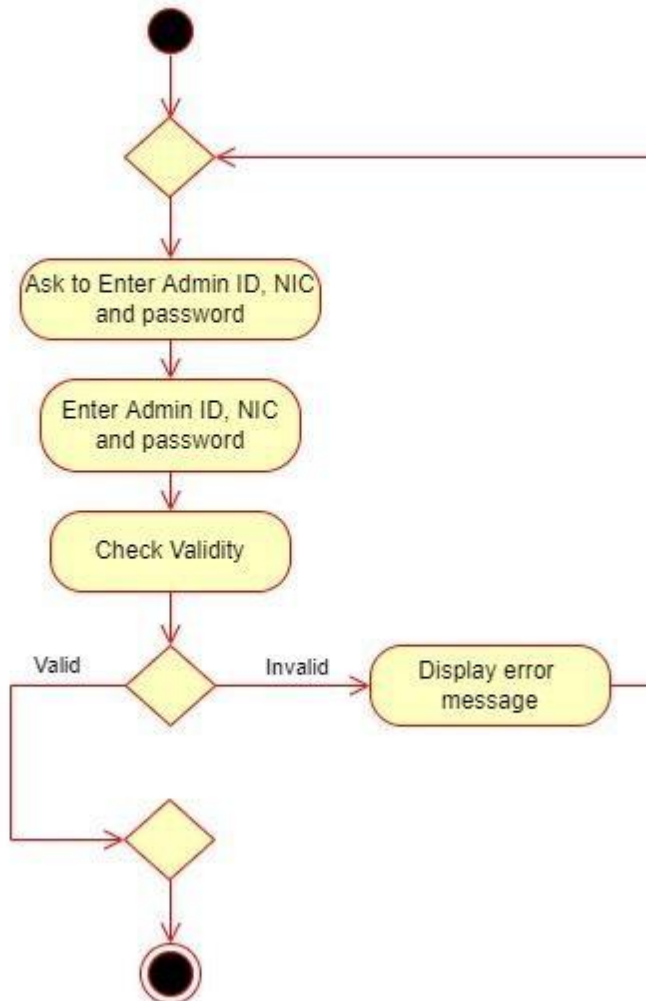 Ask to Enter Admin ID, NIC
and password
Enter Admin ID, NIC
and password
Check Validity
Valid
Invalid
Display error
message